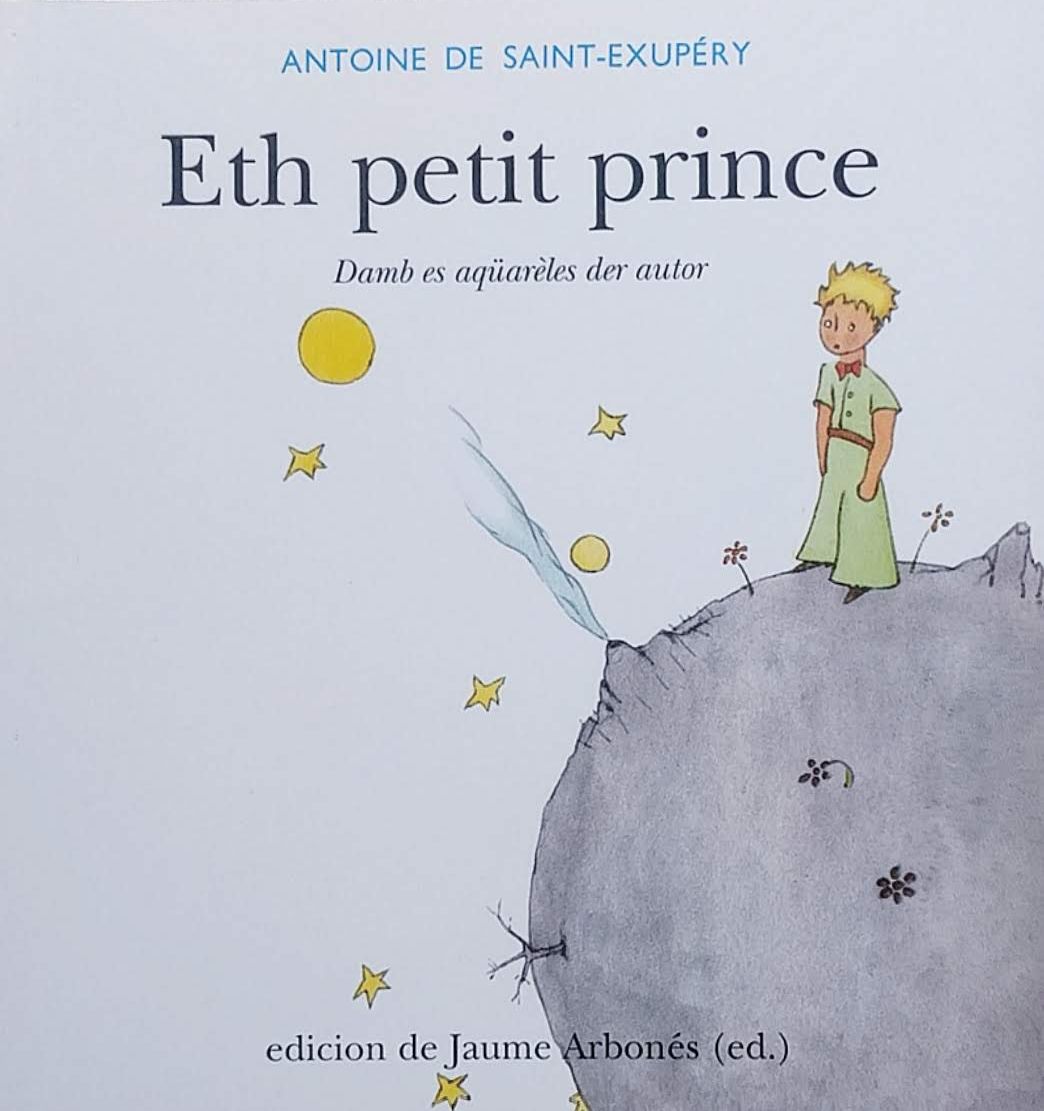 ANTOINE DE SAINT-EXUPÉRY
Eth petit prince
Damb es aqüarèles der autor
edicion de Jaume Arbonés (ed.)